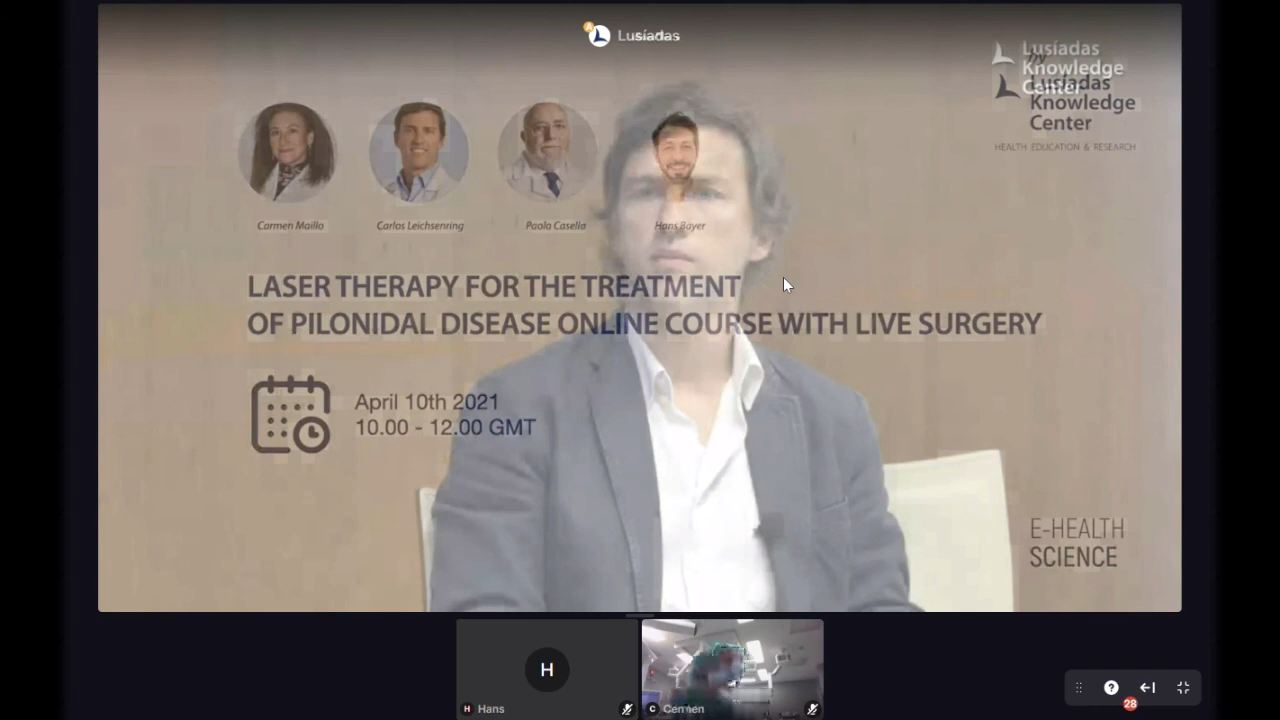 Lusíadas
Lusíadas
Knowledge
Center
by
Lusíadas
Knowledge
Center
HEALTH EDUCATION & RESEARCH
Carmen Maillo
Carlos Leichsenring
Paolo Casella
Hans Bayer
LASER THERAPY FOR THE TREATMENT
OF PILONIDAL DISEASE ONLINE COURSE WITH LIVE SURGERY
April 10th 2021
10.00 - 12.00 GMT
E-HEALTH
SCIENCE
H
H Hans
C
?
28